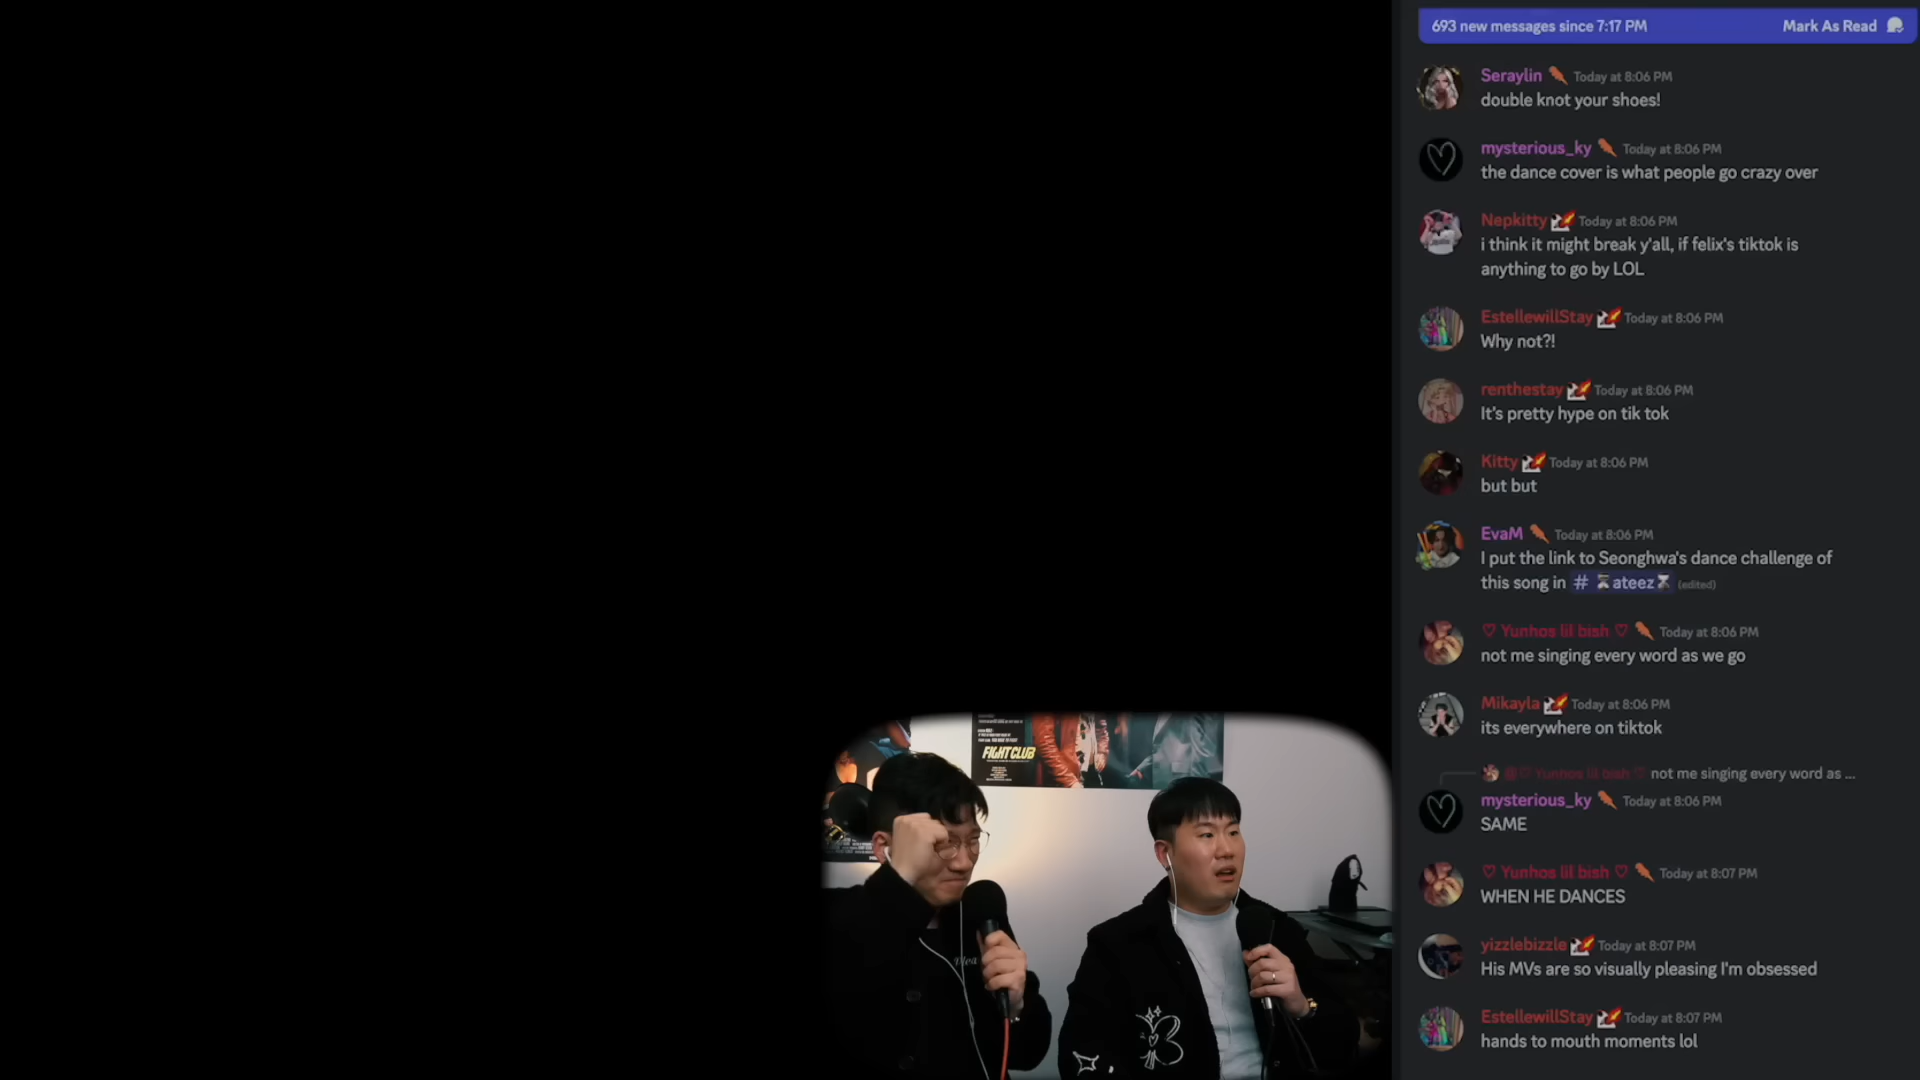 693 new messages since 7:17 PM
Mark As Read
Seraylin Today at 8:06 PM
double knot your shoes!
mysterious_ky Today at 8:06 PM
the dance cover is what people go crazy over
Nepkitty Today at 8:06 PM
i think it might break y'all, if felix's tiktok is
anything to go by LOL
EstellewillStay Today at 8:06 PM
Why not?!
renthestay Today at 8:06 PM
It's pretty hype on tik tok
Kitty Today at 8:06 PM
but but
EvaM Today at 8:06 PM
I put the link to Seonghwa's dance challenge of
this song in # ⌛ateez⌛ (edited)
♡ Yunhos lil bish ♡ Today at 8:06 PM
not me singing every word as we go
Mikayla Today at 8:06 PM
its everywhere on tiktok
@♡ Yunhos lil bish ♡ not me singing every word as ...
mysterious_ky Today at 8:06 PM
SAME
♡ Yunhos lil bish ♡ Today at 8:07 PM
WHEN HE DANCES
yizzlebizzle Today at 8:07 PM
His MVs are so visually pleasing I'm obsessed
EstellewillStay Today at 8:07 PM
hands to mouth moments lol
FIGHT CLUB